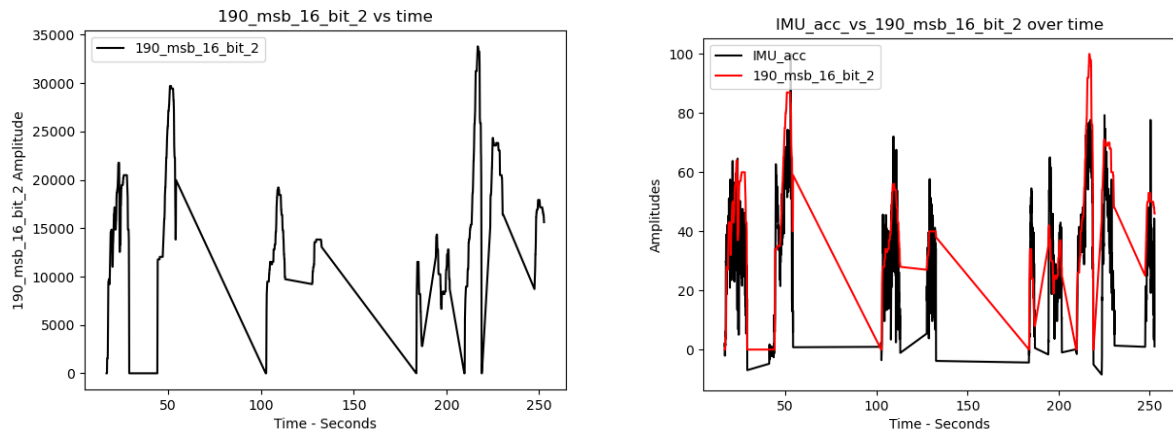 190_msb_16_bit_2 vs time
190_msb_16_bit_2 Amplitude
35000
30000
25000
20000
15000
10000
5000
0
190_msb_16_bit_2
50
100
150
200
250
Time - Seconds
IMU_acc_vs_190_msb_16_bit_2 over time
Amplitudes
100
80
60
40
20
0
IMU_acc
190_msb_16_bit_2
50
100
150
200
250
Time - Seconds